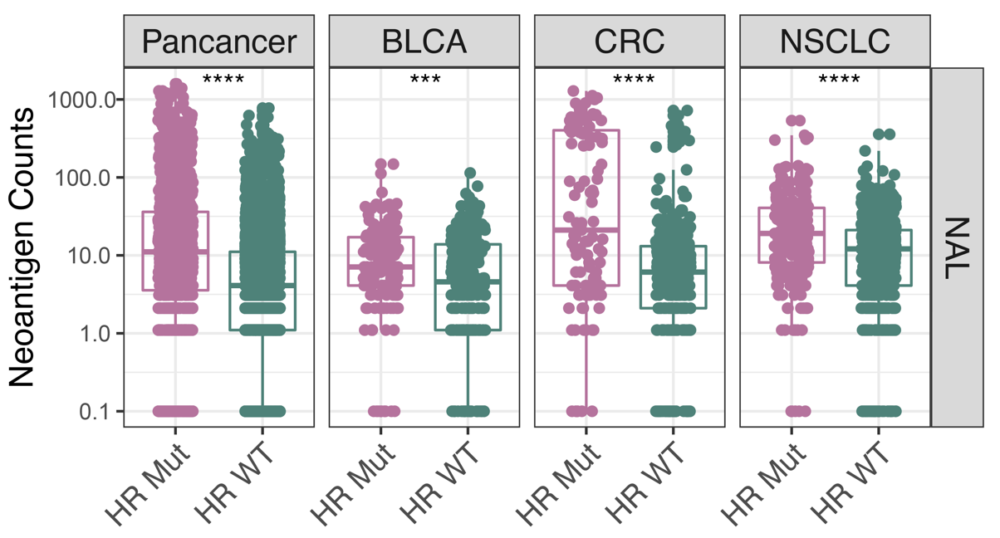 Pancancer
BLCA
CRC
NSCLC
****
***
****
****
Neoantigen Counts
1000.0
100.0
10.0
1.0
0.1
NAL
HR Mut
HR WT
HR Mut
HR WT
HR Mut
HR WT
HR Mut
HR WT